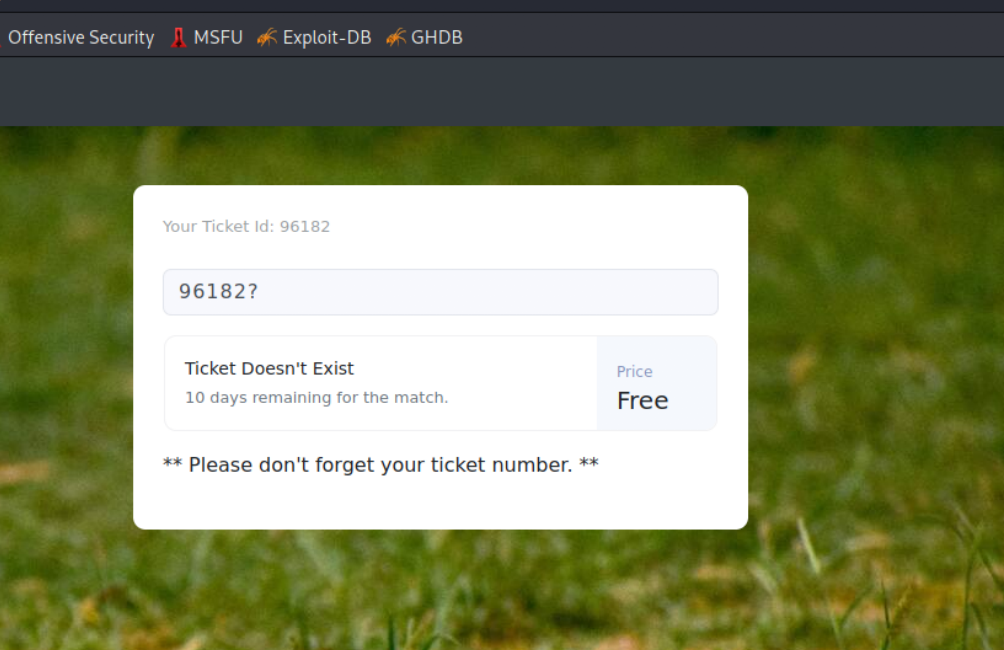 Offensive Security MSFU Exploit-DB GHDB
Your Ticket Id: 96182
96182?
Ticket Doesn't Exist
10 days remaining for the match.
Price
Free
** Please don't forget your ticket number. **